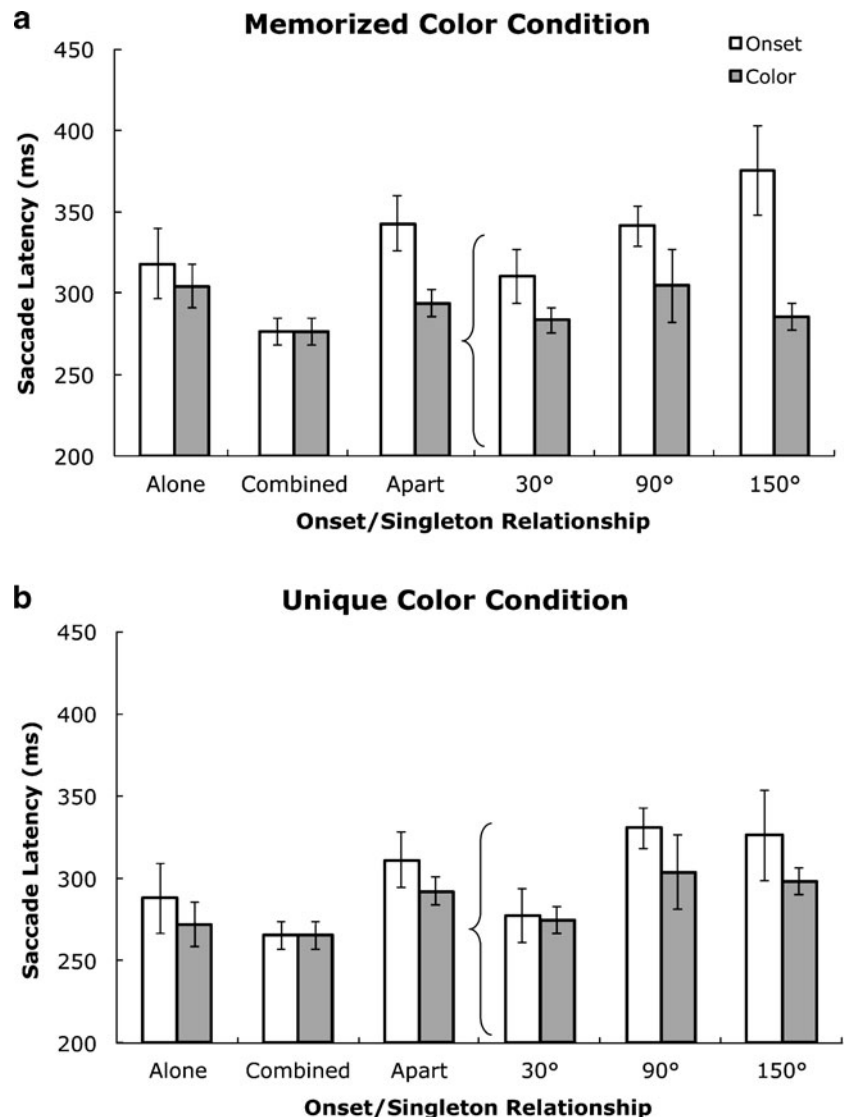 a
Memorized Color Condition
Onset
Color
450
400
350
300
250
200
Saccade Latency (ms)
Alone Combined Apart 30° 90° 150°
Onset/Singleton Relationship
b
Unique Color Condition
450
400
350
300
250
200
Saccade Latency (ms)
Alone Combined Apart 30° 90° 150°
Onset/Singleton Relationship